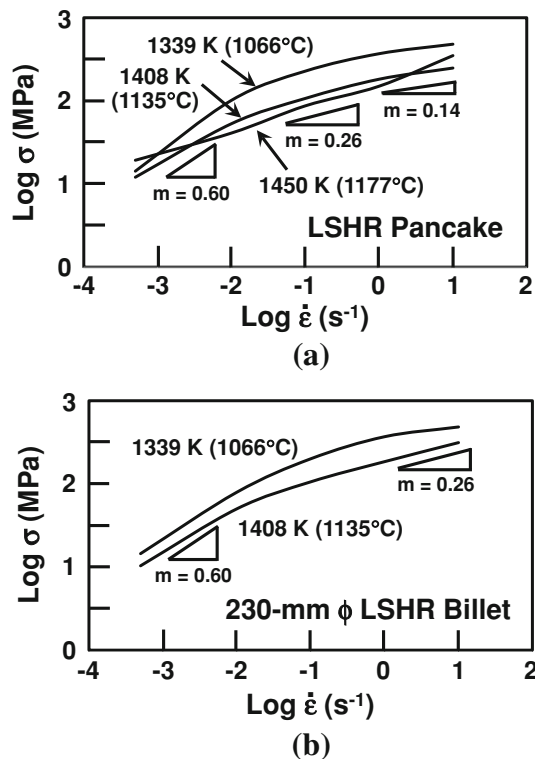 3
2
1
0
Log σ (MPa)
1339 K (1066°C)
1408 K
(1135°C)
m = 0.14
m = 0.26
m = 0.60
1450 K (1177°C)
LSHR Pancake
-4 -3 -2 -1 0 1 2
Log ε̇ (s⁻¹)
(a)
3
2
1
0
Log σ (MPa)
1339 K (1066°C)
m = 0.26
1408 K (1135°C)
m = 0.60
230-mm ϕ LSHR Billet
-4 -3 -2 -1 0 1 2
Log ε̇ (s⁻¹)
(b)